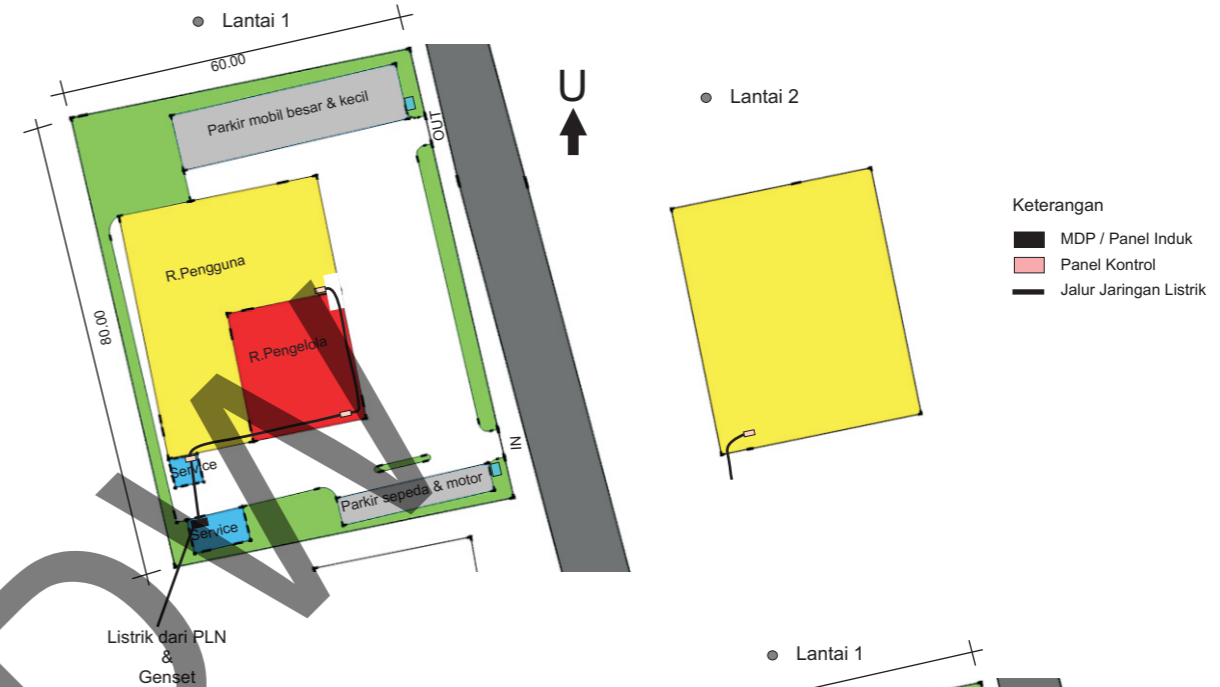 Lantai 1
60.00
Parkir mobil besar & kecil
OUT
U
Lantai 2
Keterangan
MDP / Panel Induk
Panel Kontrol
Jalur Jaringan Listrik
R.Pengguna
80.00
R.Pengelola
IN
Service
Parkir sepeda & motor
Service
Listrik dari PLN
&
Genset
Lantai 1